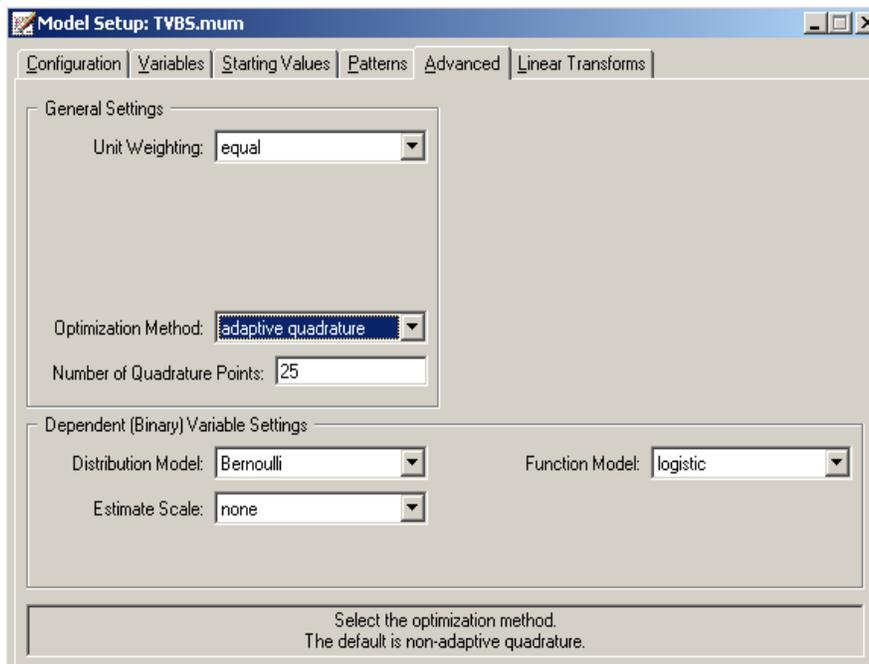 Model Setup: TVBS.mum
Configuration Variables Starting Values Patterns Advanced Linear Transforms
General Settings
Unit Weighting: equal
Optimization Method: adaptive quadrature
Number of Quadrature Points: 25
Dependent (Binary) Variable Settings
Distribution Model: Bernoulli Function Model: logistic
Estimate Scale: none
Select the optimization method.
The default is non-adaptive quadrature.